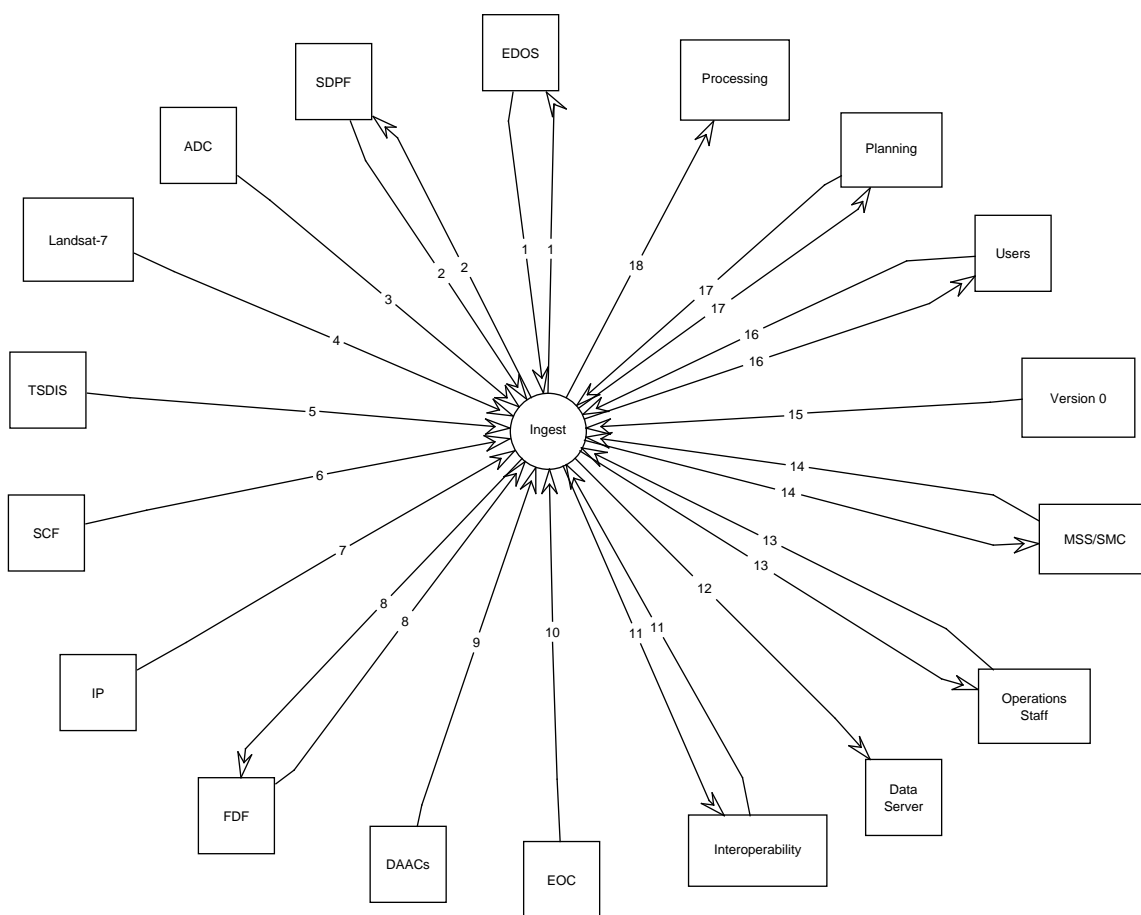 EDOS
SDPF
Processing
ADC
Planning
Landsat-7
Users
1
1
2
2
18
3
17
17
4
16
16
TSDIS
5
Version 0
15
Ingest
6
14
14
SCF
MSS/SMC
7
13
13
12
8
8
9
10
11
11
IP
Operations
Staff
FDF
Data
Server
DAACs
Interoperability
EOC